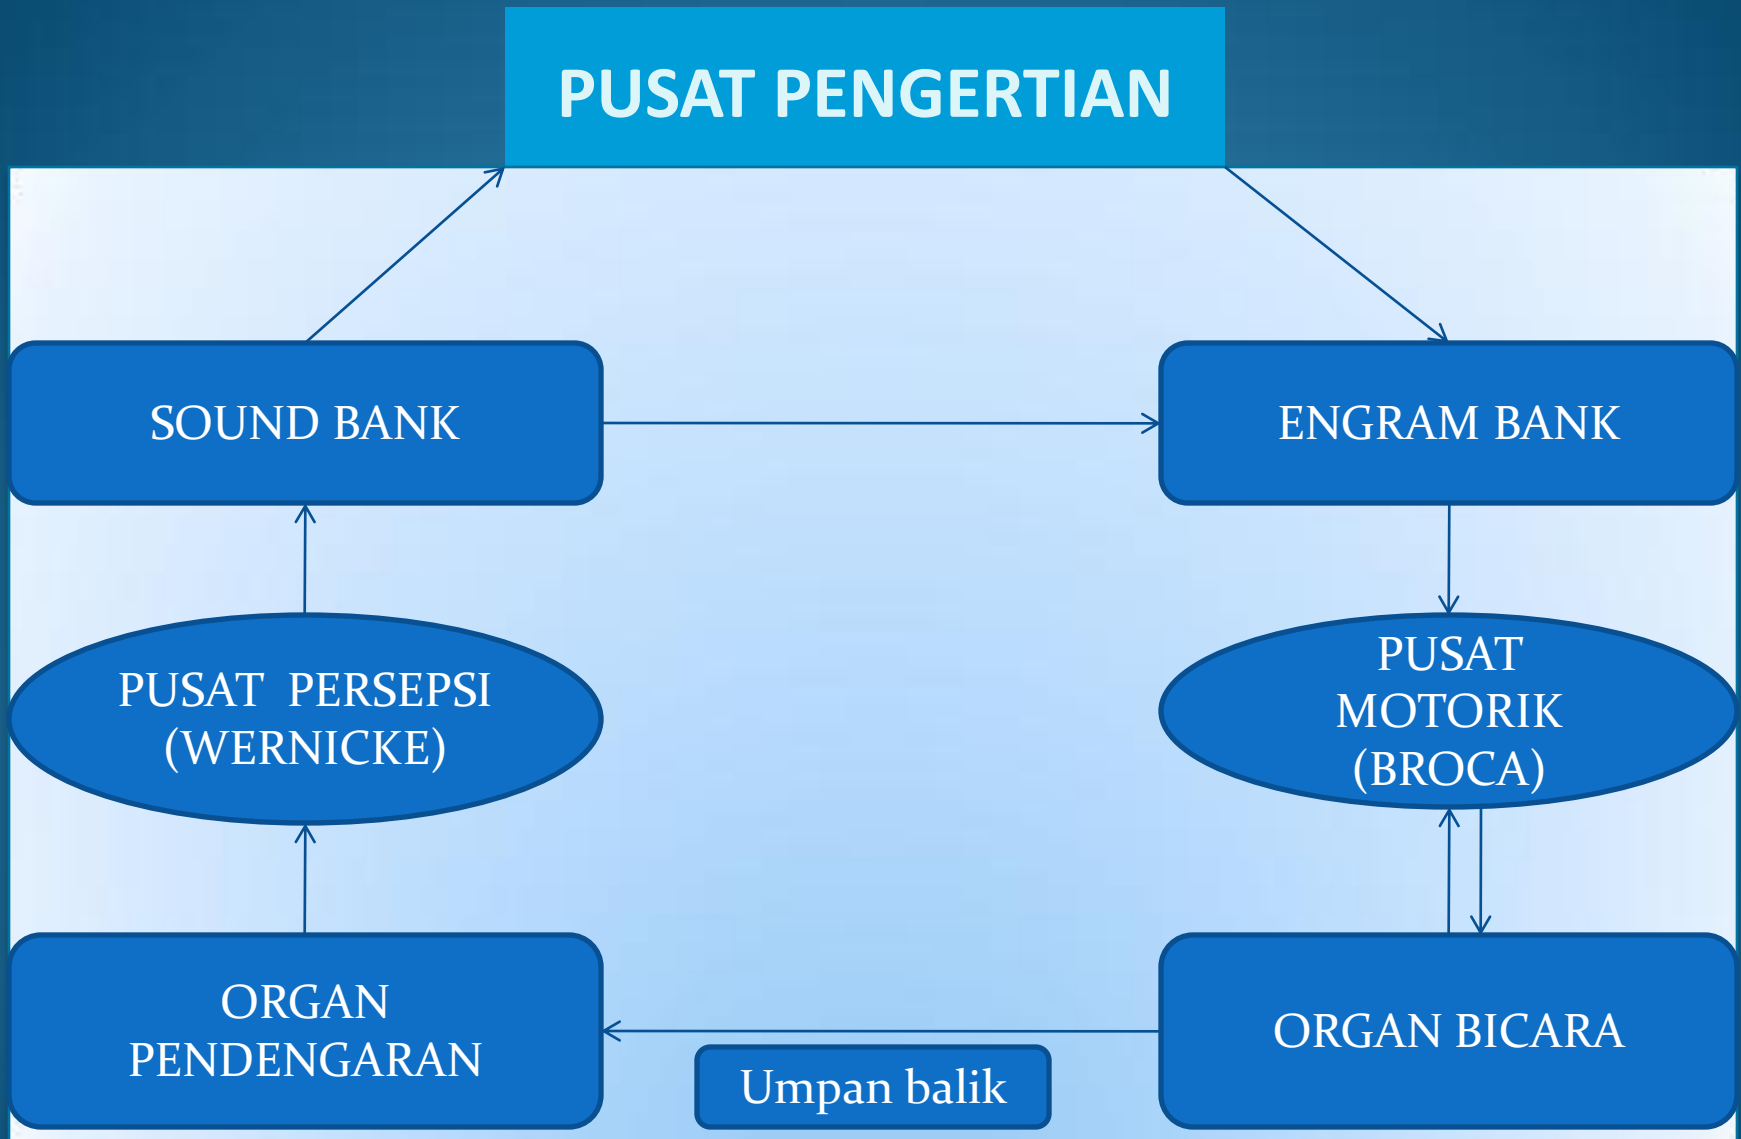 PUSAT PENGERTIAN
SOUND BANK
ENGRAM BANK
PUSAT PERSEPSI
(WERNICKE)
PUSAT
MOTORIK
(BROCA)
ORGAN
PENDENGARAN
ORGAN BICARA
Umpan balik